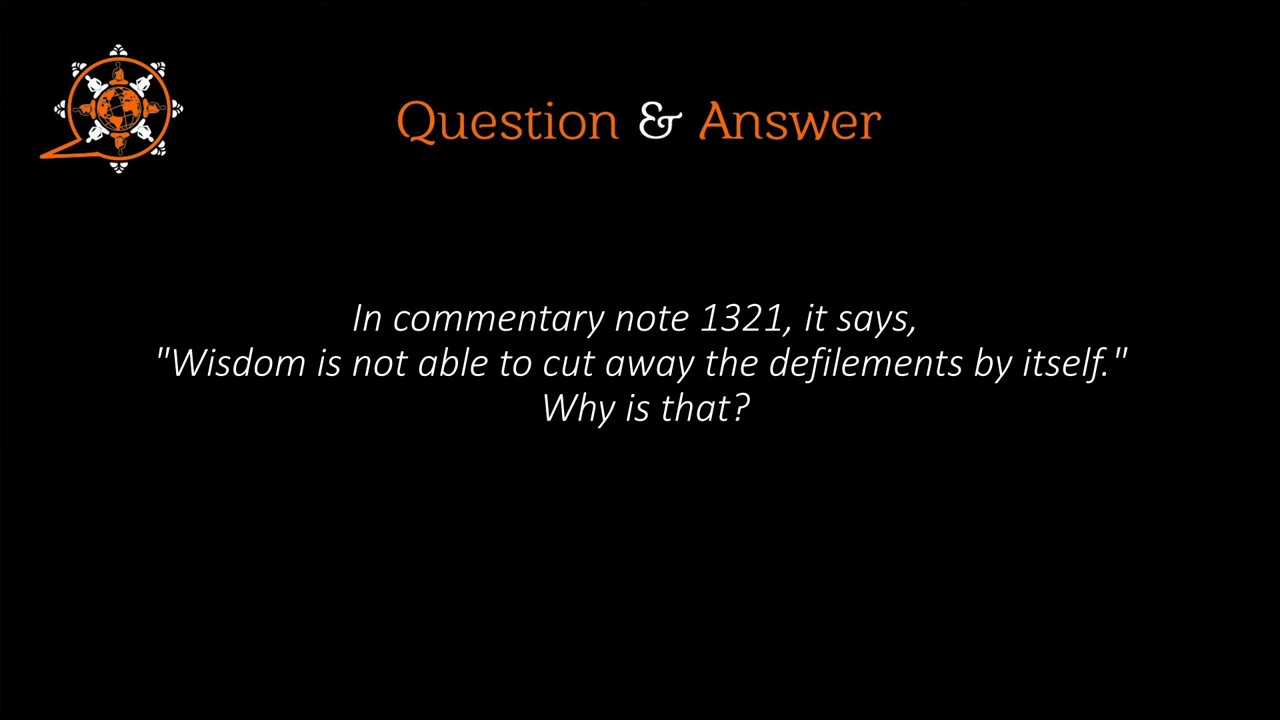 Question & Answer
In commentary note 1321, it says,
"Wisdom is not able to cut away the defilements by itself."
Why is that?